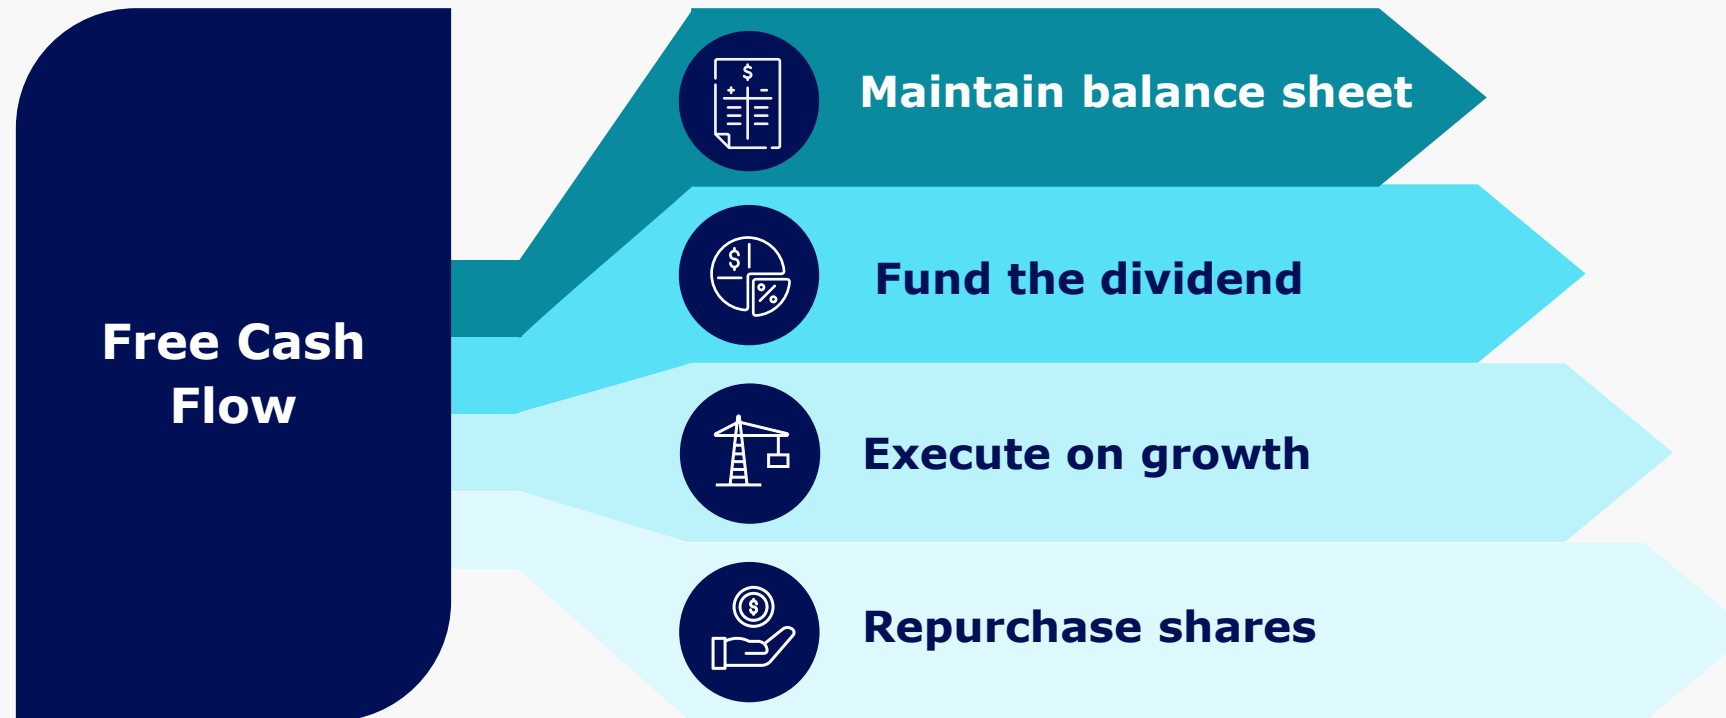 Free Cash
Flow
Maintain balance sheet
Fund the dividend
Execute on growth
Repurchase shares